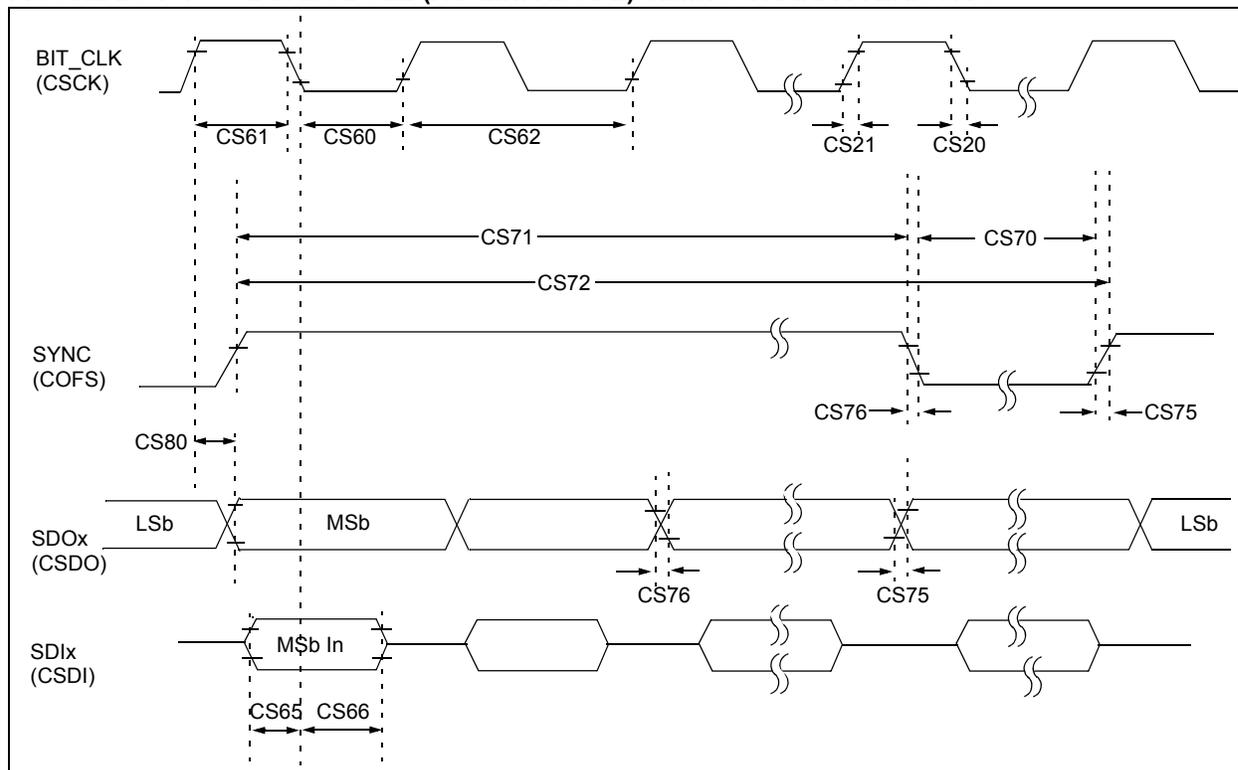 BIT_CLK
(CSCK)
CS61
CS60
CS62
CS21
CS20
CS71
CS70
CS72
SYNC
(COFS)
CS76
CS75
CS80
LSb
MSb
LSb
SDOx
(CSDO)
CS76
CS75
MSb In
SDIx
(CSDI)
CS65
CS66